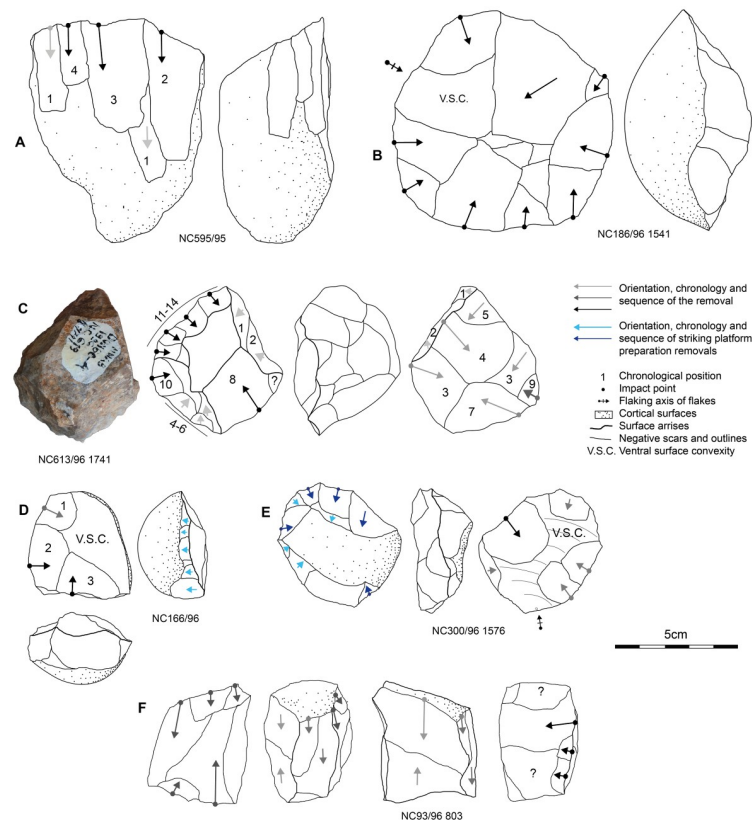 4
1
3
2
1
A
NC595/95
B
V.S.C.
NC186/96 1541
C
NC613/96 1741
11-14
1
2
10
8
?
4-6
1
5
2
4
3
3
9
7
Orientation, chronology and
sequence of the removal
Orientation, chronology and
sequence of striking platform
preparation removals
1 Chronological position
Impact point
Flaking axis of flakes
Cortical surfaces
Surface arrises
Negative scars and outlines
V.S.C. Ventral surface convexity
D
1
V.S.C.
2
3
NC166/96
E
V.S.C.
NC300/96 1576
5cm
F
?
?
NC93/96 803